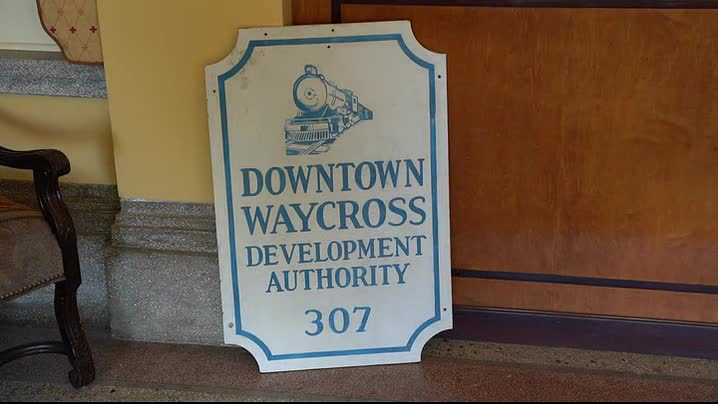 DOWNTOWN
WAYCROSS
DEVELOPMENT
AUTHORITY
307